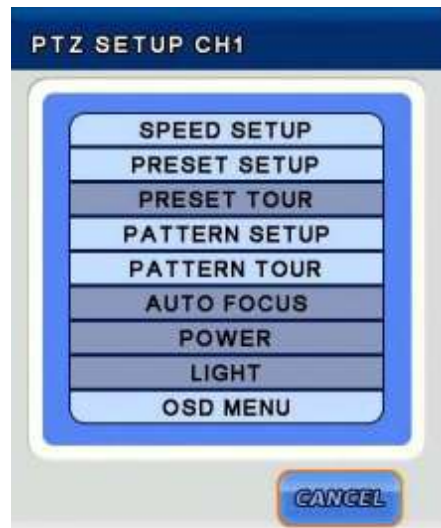 PTZ SETUP CH1
SPEED SETUP
PRESET SETUP
PRESET TOUR
PATTERN SETUP
PATTERN TOUR
AUTO FOCUS
POWER
LIGHT
OSD MENU
CANCEL